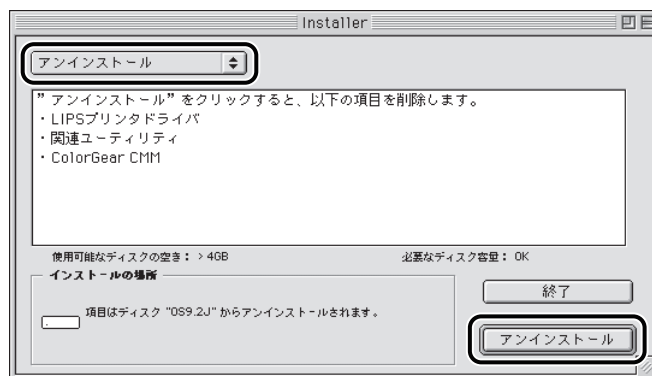 Installer
アンインストール
”アンインストール”をクリックすると、以下の項目を削除します。
・LIPSプリンタドライバ
・関連ユーティリティ
・ColorGear CMM
使用可能なディスクの空き：＞4GB
必要なディスク容量：0K
インストールの場所
項目はディスク "OS9.2J" からアンインストールされます。
終了
アンインストール